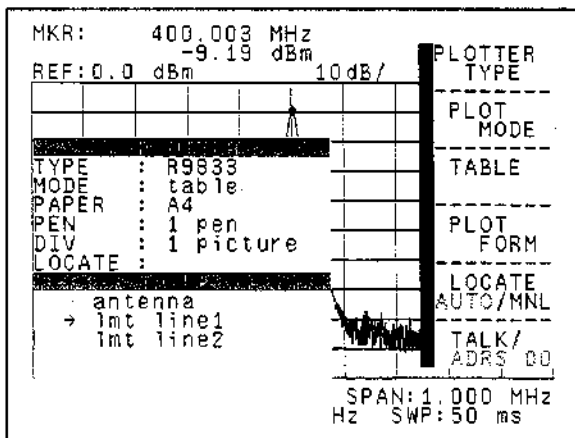 MKR: 400.003 MHz
-9.19 dBm
REF:0.0 dBm 10dB/
TYPE : R9833
MODE : table
PAPER : A4
PEN : 1 pen
DIV : 1 picture
LOCATE :
antenna
→ lmt line1
lmt line2
SPAN:1.000 MHz
Hz SWP:50 ms
PLOTTER
TYPE
PLOT
MODE
TABLE
PLOT
FORM
LOCATE
AUTO/MNL
TALK/
ADRS 00